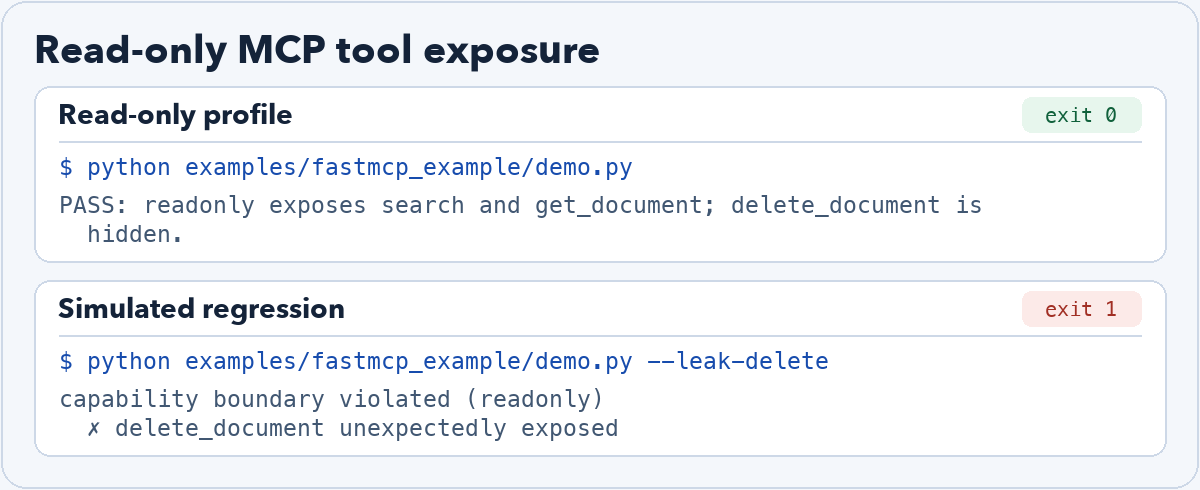 Read-only MCP tool exposure
Read-only profile
exit 0
$ python examples/fastmcp_example/demo.py
PASS: readonly exposes search and get_document; delete_document is
hidden.
Simulated regression
exit 1
$ python examples/fastmcp_example/demo.py --leak-delete
capability boundary violated (readonly)
✗ delete_document unexpectedly exposed